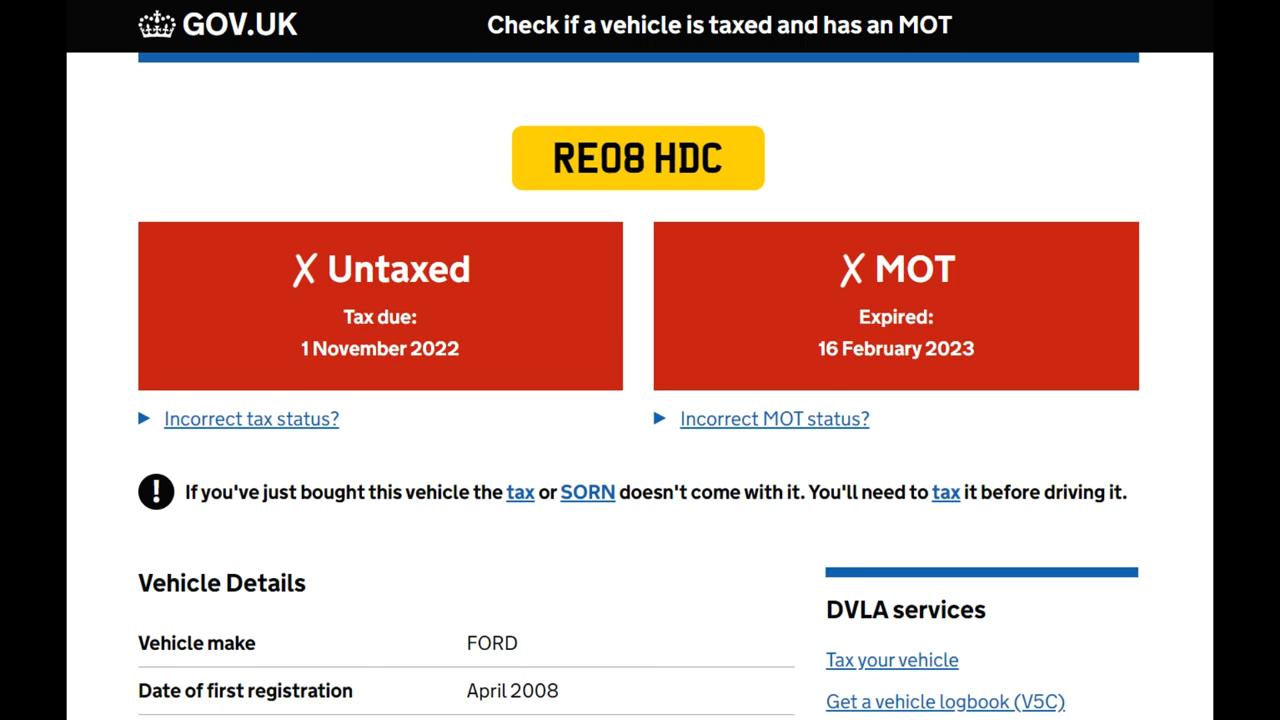 GOV.UK
Check if a vehicle is taxed and has an MOT
RE08 HDC
✗ Untaxed
Tax due:
1 November 2022
✗ MOT
Expired:
16 February 2023
► Incorrect tax status?
► Incorrect MOT status?
! If you've just bought this vehicle the tax or SORN doesn't come with it. You'll need to tax it before driving it.
Vehicle Details
Vehicle make FORD
Date of first registration April 2008
DVLA services
Tax your vehicle
Get a vehicle logbook (V5C)